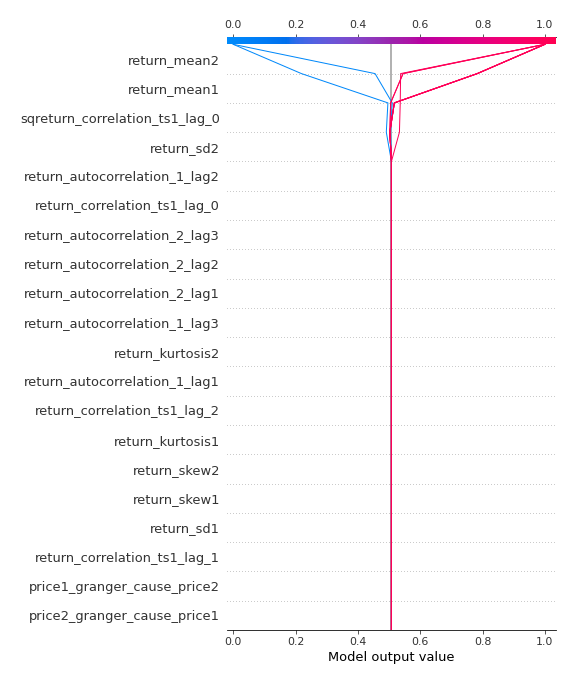 0.0 0.2 0.4 0.6 0.8 1.0
return_mean2
return_mean1
sqreturn_correlation_ts1_lag_0
return_sd2
return_autocorrelation_1_lag2
return_correlation_ts1_lag_0
return_autocorrelation_2_lag3
return_autocorrelation_2_lag2
return_autocorrelation_2_lag1
return_autocorrelation_1_lag3
return_kurtosis2
return_autocorrelation_1_lag1
return_correlation_ts1_lag_2
return_kurtosis1
return_skew2
return_skew1
return_sd1
return_correlation_ts1_lag_1
price1_granger_cause_price2
price2_granger_cause_price1
0.0 0.2 0.4 0.6 0.8 1.0
Model output value